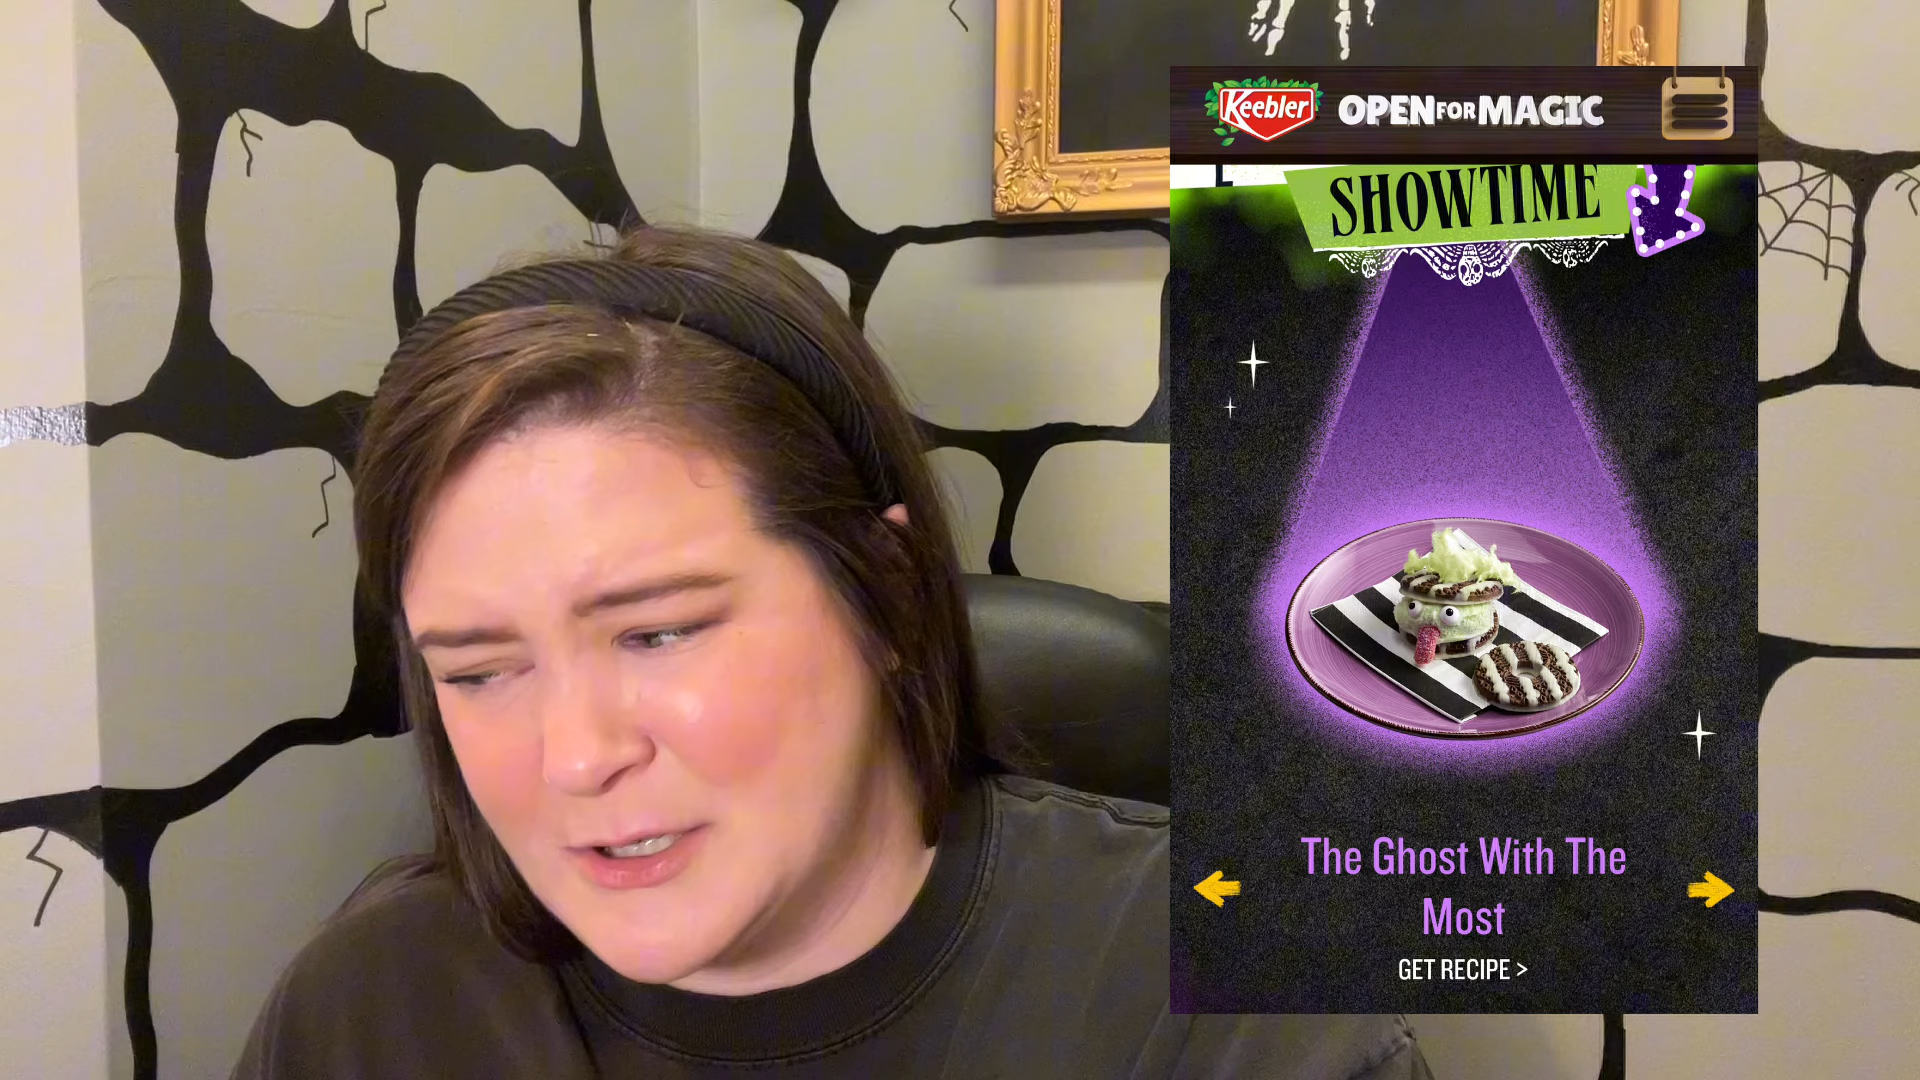 Keebler OPEN FOR MAGIC
SHOWTIME
The Ghost With The
Most
GET RECIPE >